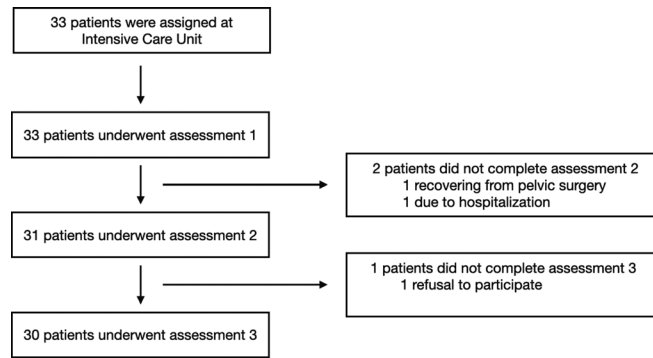 33 patients were assigned at
Intensive Care Unit
33 patients underwent assessment 1
2 patients did not complete assessment 2
1 recovering from pelvic surgery
1 due to hospitalization
31 patients underwent assessment 2
1 patients did not complete assessment 3
1 refusal to participate
30 patients underwent assessment 3